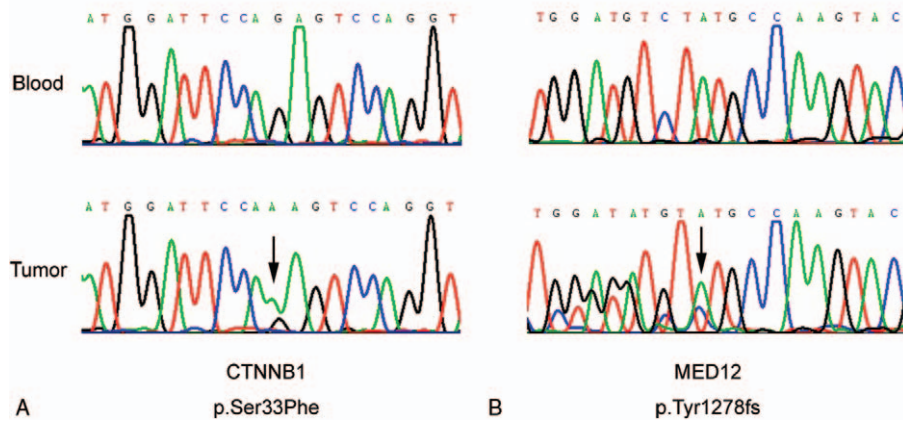 A T G G A T T C C A G A G T C C A G G T
T G G A T G T C T A T G C C A A G T A C
Blood
A T G G A T T C C A A A G T C C A G G T
T G G A T A T G T A T G C C A A G T A C
Tumor
CTNNB1
MED12
A
p.Ser33Phe
B
p.Tyr1278fs